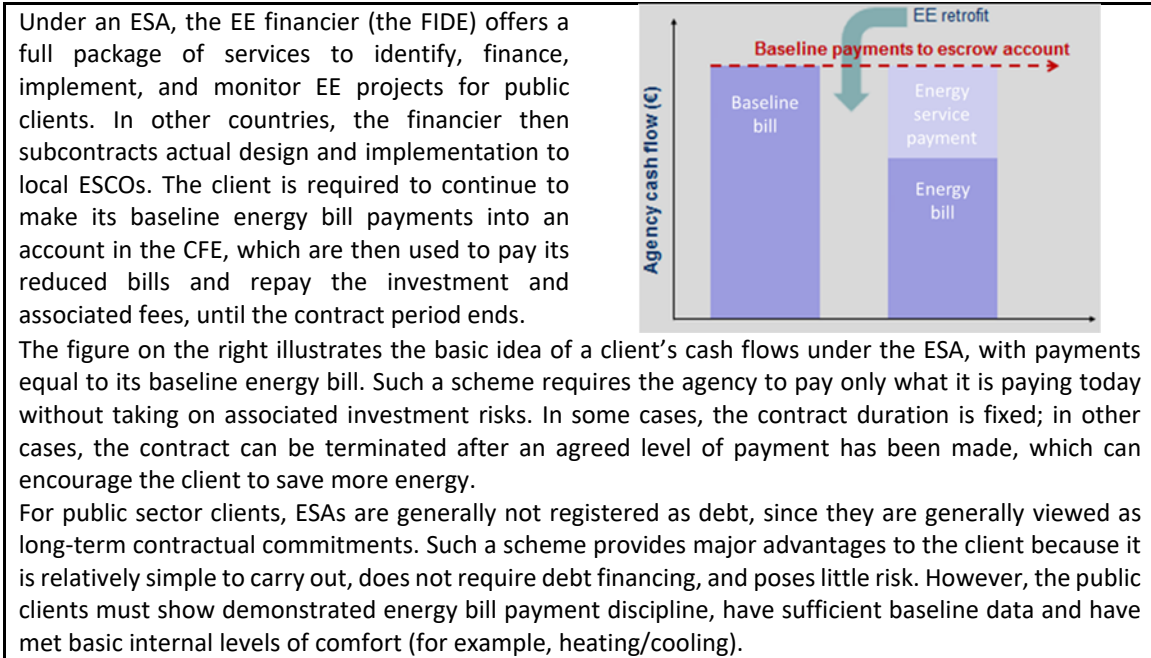 Under an ESA, the EE financier (the FIDE) offers a
full package of services to identify, finance,
implement, and monitor EE projects for public
clients. In other countries, the financier then
subcontracts actual design and implementation to
local ESCOs. The client is required to continue to
make its baseline energy bill payments into an
account in the CFE, which are then used to pay its
reduced bills and repay the investment and
associated fees, until the contract period ends.
EE retrofit
Baseline payments to escrow account
Agency cash flow (€)
Baseline
bill
Energy
service
payment
Energy
bill
The figure on the right illustrates the basic idea of a client’s cash flows under the ESA, with payments
equal to its baseline energy bill. Such a scheme requires the agency to pay only what it is paying today
without taking on associated investment risks. In some cases, the contract duration is fixed; in other
cases, the contract can be terminated after an agreed level of payment has been made, which can
encourage the client to save more energy.
For public sector clients, ESAs are generally not registered as debt, since they are generally viewed as
long-term contractual commitments. Such a scheme provides major advantages to the client because it
is relatively simple to carry out, does not require debt financing, and poses little risk. However, the public
clients must show demonstrated energy bill payment discipline, have sufficient baseline data and have
met basic internal levels of comfort (for example, heating/cooling).